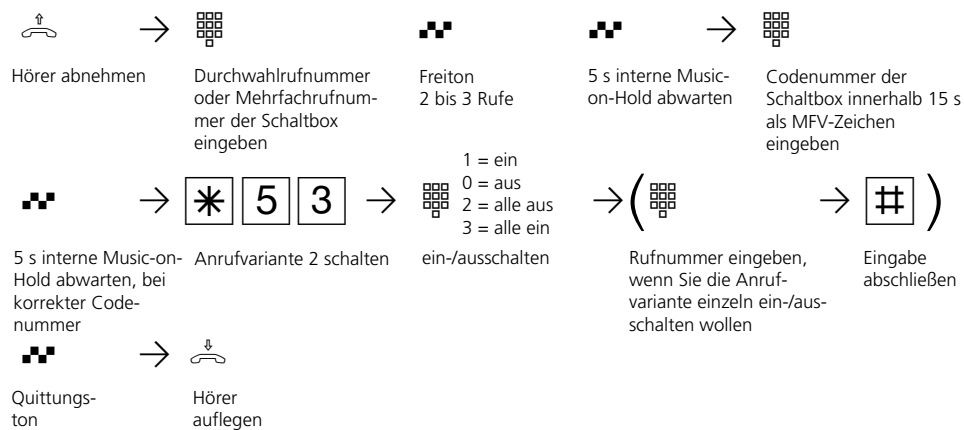 Hörer abnehmen
Durchwahlrufnummer
oder Mehrfachrufnum-
mer der Schaltbox
eingeben
Freiton
2 bis 3 Rufe
5 s interne Music-
on-Hold abwarten
Codenummer der
Schaltbox innerhalb 15 s
als MFV-Zeichen
eingeben
* 5 3
1 = ein
0 = aus
2 = alle aus
3 = alle ein
( # )
5 s interne Music-on-
Hold abwarten, bei
korrekter Code-
nummer
Anrufvariante 2 schalten
ein-/ausschalten
Rufnummer eingeben,
wenn Sie die Anruf-
variante einzeln ein-/aus-
schalten wollen
Eingabe
abschließen
Quittungs-
ton
Hörer
auflegen